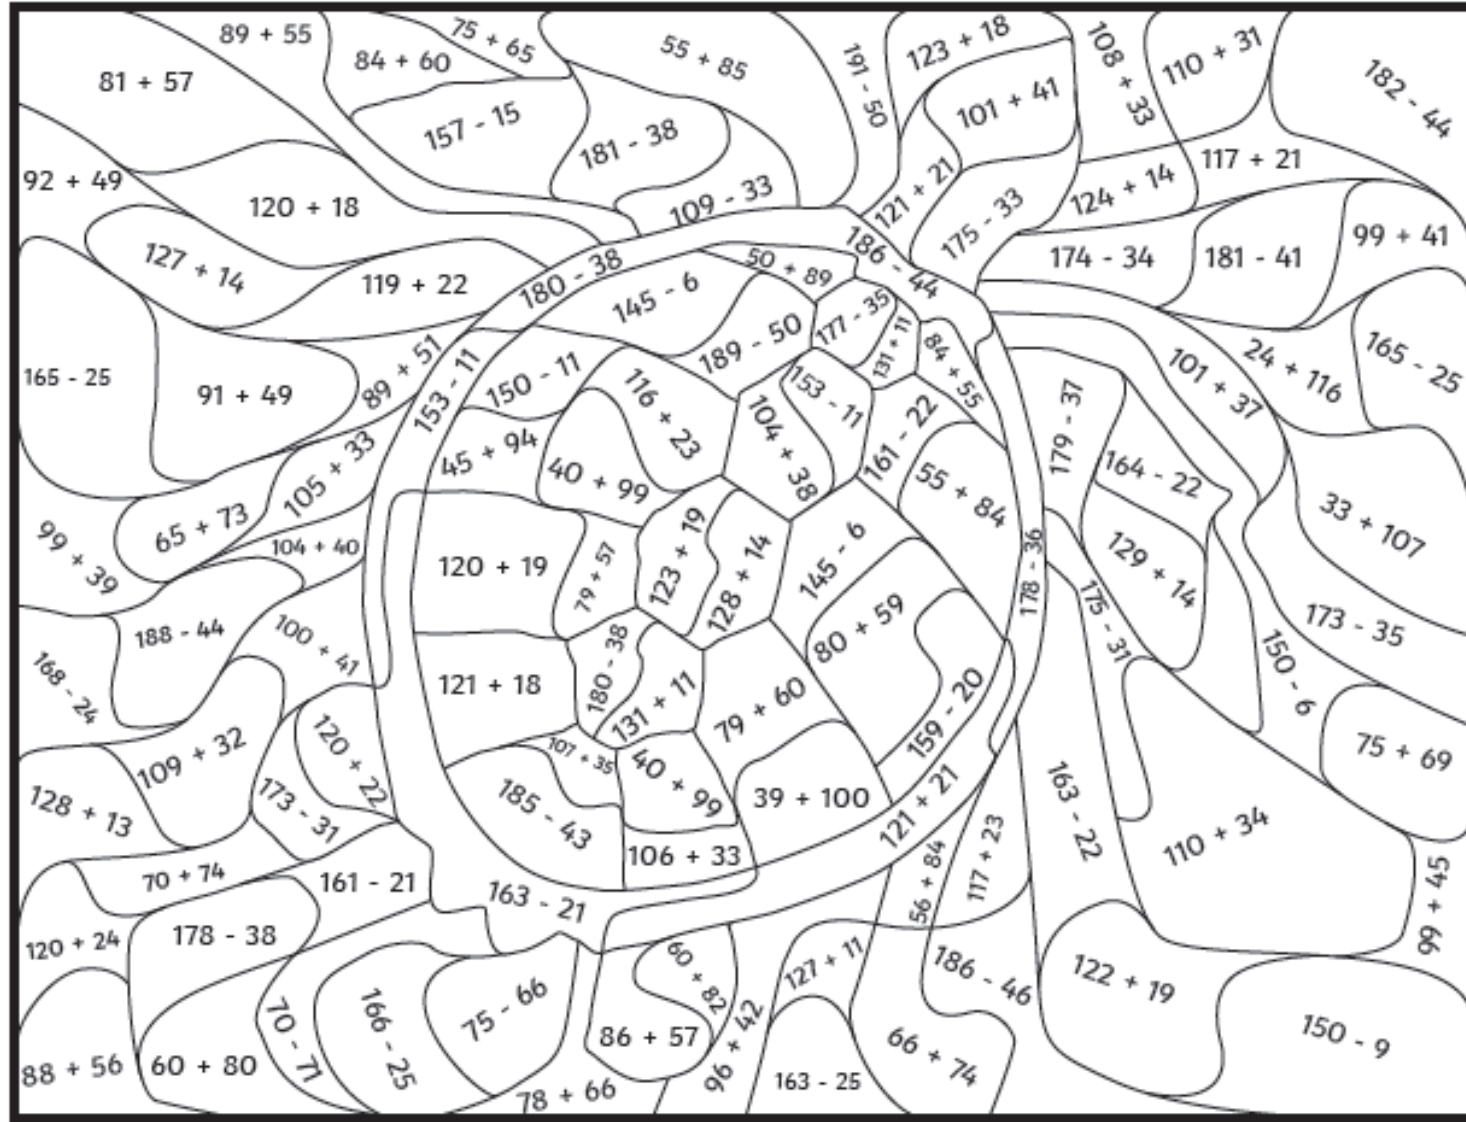 89 + 55
75 + 65
84 + 60
55 + 85
191 - 50
123 + 18
108 + 33
110 + 31
182 - 44
81 + 57
157 - 15
181 - 38
101 + 41
92 + 49
120 + 18
109 - 33
121 + 21
175 - 33
124 + 14
117 + 21
127 + 14
119 + 22
180 - 38
145 - 6
50 + 89
186 - 44
174 - 34
181 - 41
99 + 41
165 - 25
91 + 49
89 + 51
153 - 11
150 - 11
189 - 50
177 - 35
131 + 11
84 + 55
101 + 37
24 + 116
165 - 25
116 + 23
104 + 38
153 - 11
161 - 22
179 - 37
105 + 33
45 + 94
40 + 99
55 + 84
164 - 22
33 + 107
65 + 73
99 + 39
104 + 40
120 + 19
79 + 57
123 + 19
128 + 14
145 - 6
178 - 36
129 + 14
188 - 44
100 + 41
80 + 59
175 - 31
173 - 35
168 - 24
121 + 18
180 - 38
131 + 11
79 + 60
159 - 20
150 - 6
109 + 32
120 + 22
107 + 35
75 + 69
128 + 13
173 - 31
185 - 43
40 + 99
39 + 100
121 + 21
163 - 22
110 + 34
70 + 74
161 - 21
163 - 21
106 + 33
56 + 84
117 + 23
99 + 45
120 + 24
178 - 38
60 + 82
127 + 11
186 - 46
122 + 19
88 + 56
60 + 80
70 - 71
166 - 25
75 - 66
86 + 57
96 + 42
163 - 25
66 + 74
150 - 9
78 + 66